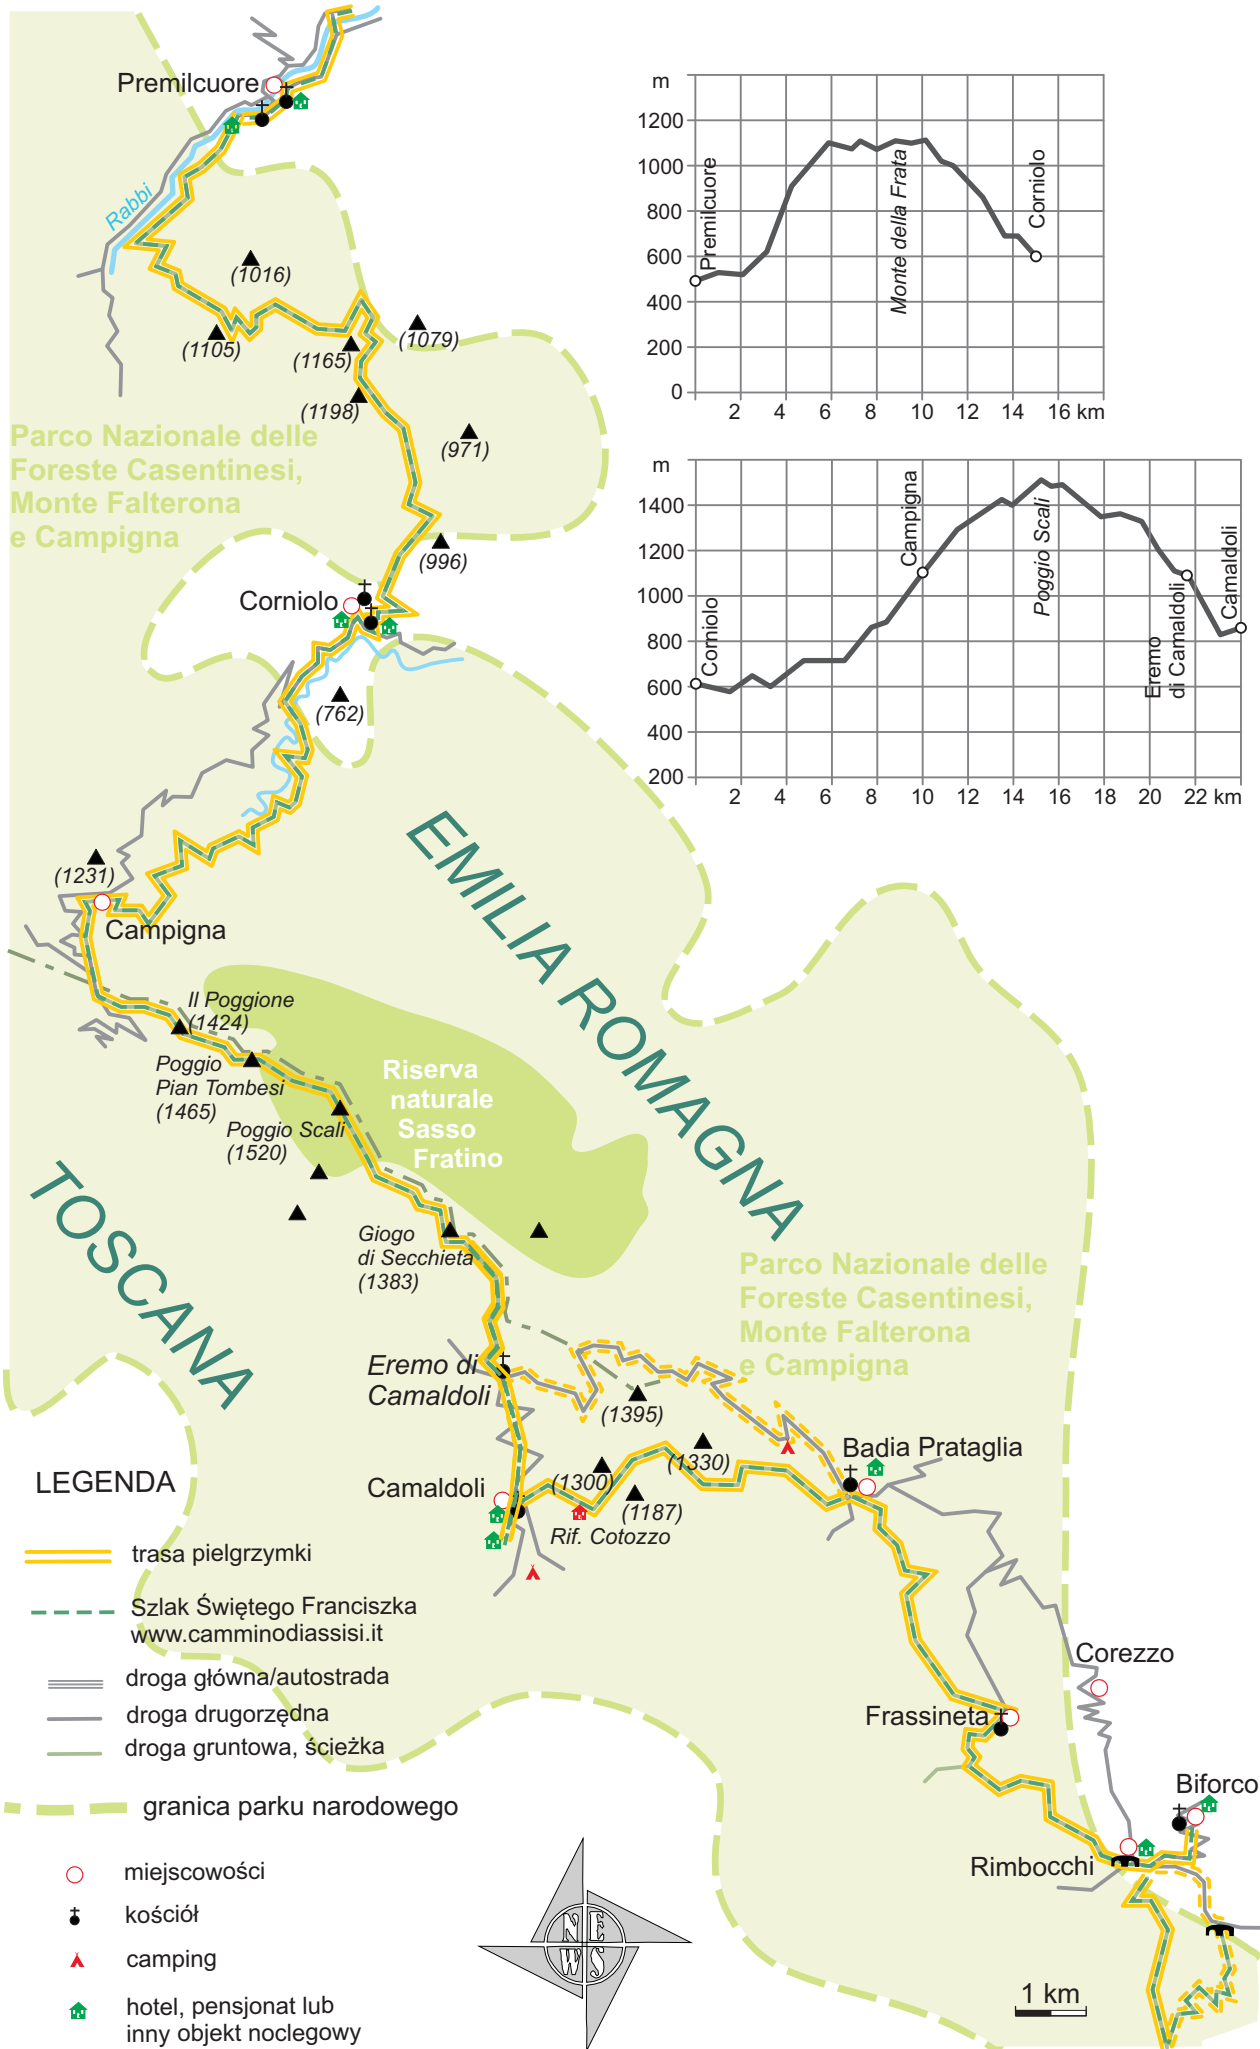 Premilcuore
Rabbi
(1016)
(1105)
(1165)
(1079)
(1198)
(971)
Parco Nazionale delle
Foreste Casentinesi,
Monte Falterona
e Campigna
(996)
Corniolo
(762)
(1231)
Campigna
m
1200
1000
800
600
400
200
0
2
4
6
8
10
12
14
16 km
Premilcuore
Monte della Frata
Corniolo
m
1400
1200
1000
800
600
400
200
2
4
6
8
10
12
14
16
18
20
22 km
Corniolo
Campigna
Poggio Scali
Eremo
di Camaldoli
Camaldoli
EMILIA ROMAGNA
TOSCANA
Il Poggione
(1424)
Poggio
Pian Tombesi
(1465)
Poggio Scali
(1520)
Riserva
naturale
Sasso
Fratino
Giogo
di Secchieta
(1383)
Parco Nazionale delle
Foreste Casentinesi,
Monte Falterona
e Campigna
Eremo di
Camaldoli
(1395)
(1330)
Badia Prataglia
Camaldoli
(1300)
(1187)
Rif. Cotozzo
Corezzo
Frassineta
Biforco
Rimbocchi
LEGENDA
trasa pielgrzymki
Szlak Świętego Franciszka
www.camminodiassisi.it
droga główna/autostrada
droga drugorzędna
droga gruntowa, ścieżka
granica parku narodowego
miejscowości
kościół
camping
hotel, pensjonat lub
inny objekt noclegowy
N E
W S
1 km